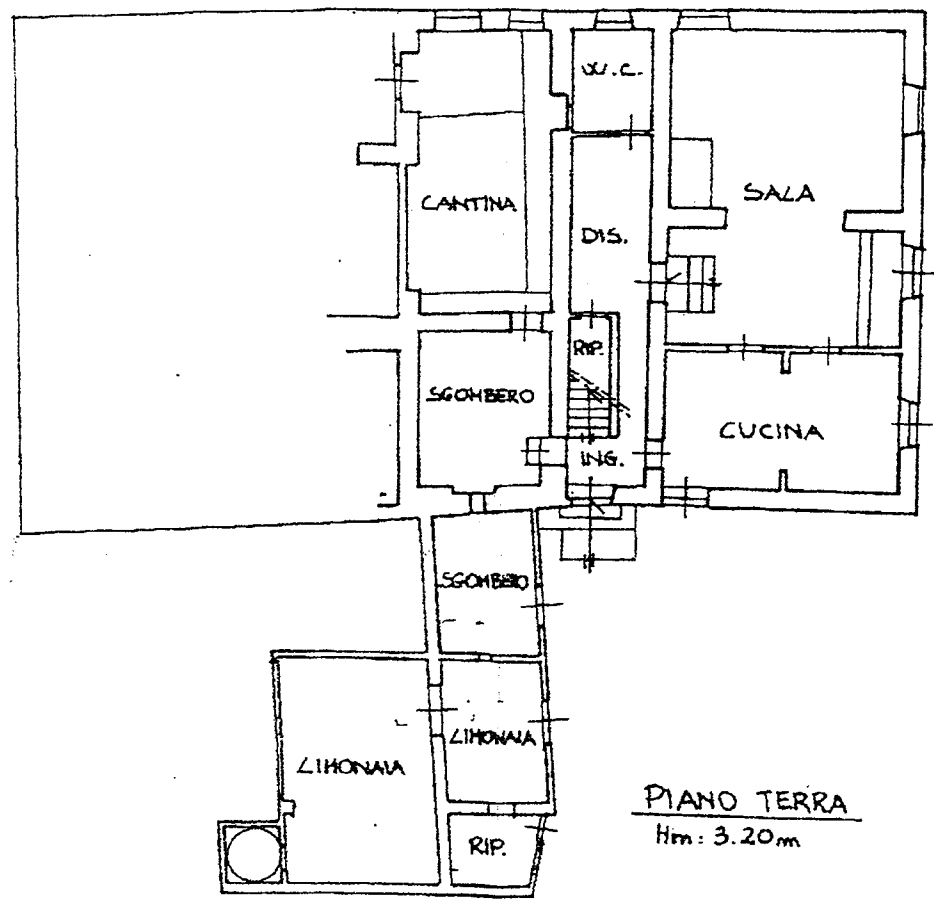 W.C.
CANTINA
SALA
DIS.
RIP.
SGOMBERO
CUCINA
ING.
SGOMBERO
LIMONAIA
LIMONAIA
RIP.
PIANO TERRA
Hm: 3.20m